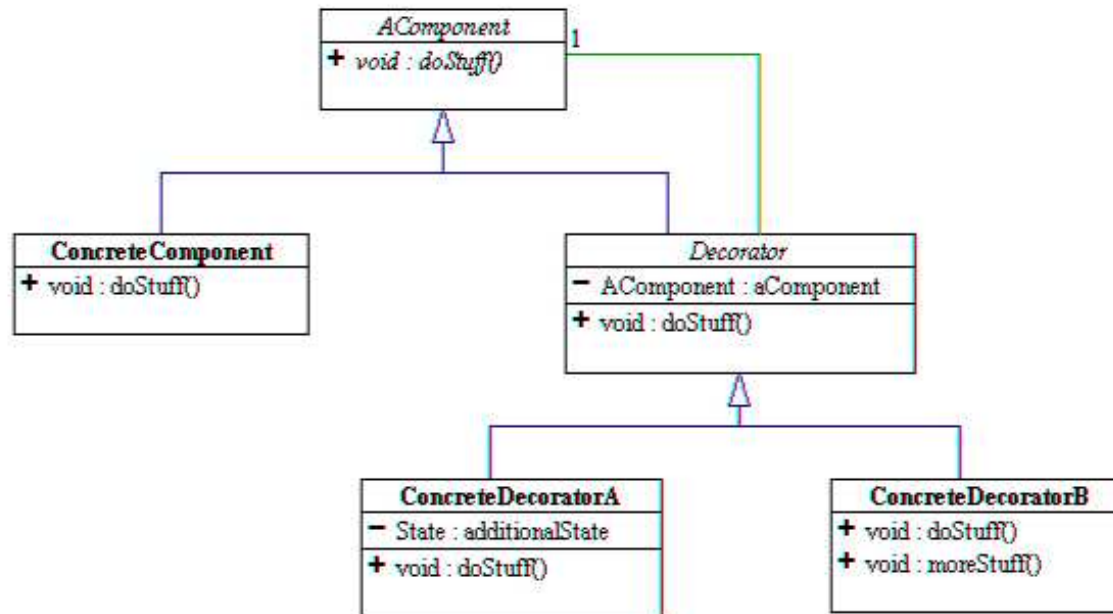 AComponent
+ void : doStuff()
1
ConcreteComponent
+ void : doStuff()
Decorator
− AComponent : aComponent
+ void : doStuff()
ConcreteDecoratorA
− State : additionalState
+ void : doStuff()
ConcreteDecoratorB
+ void : doStuff()
+ void : moreStuff()